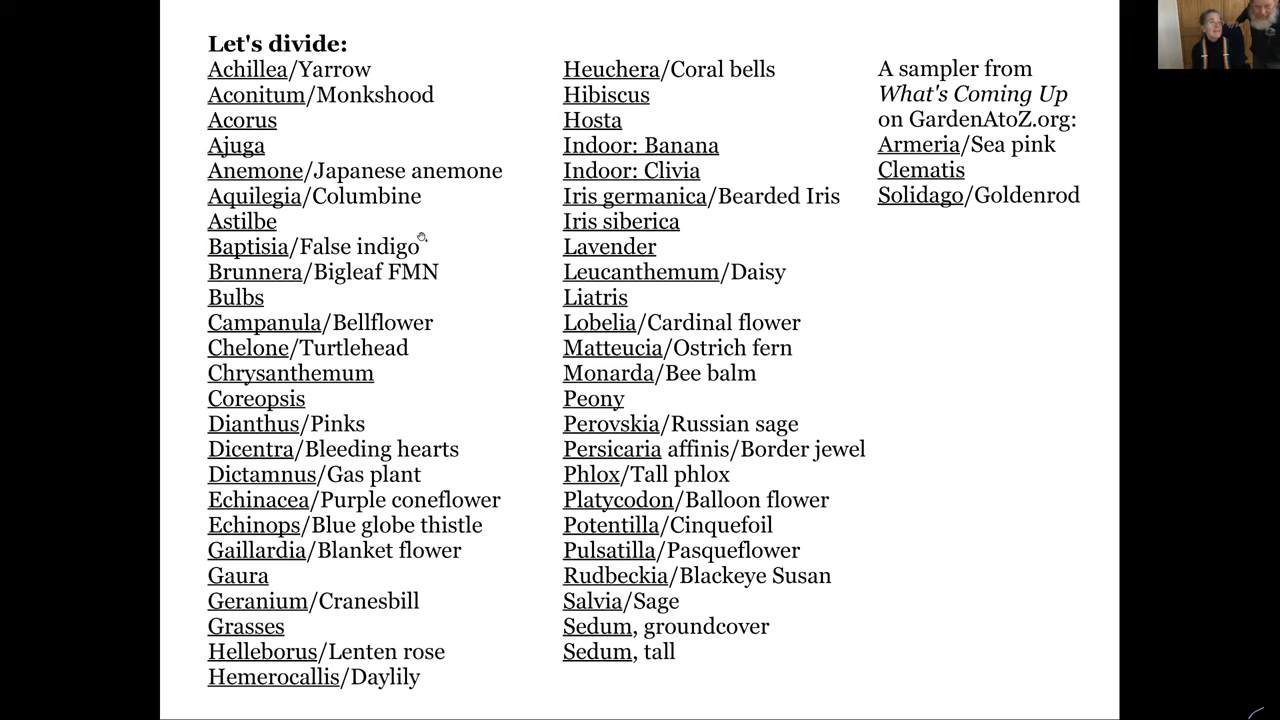 Let's divide:
Achillea/Yarrow
Aconitum/Monkshood
Acorus
Ajuga
Anemone/Japanese anemone
Aquilegia/Columbine
Astilbe
Baptisia/False indigo
Brunnera/Bigleaf FMN
Bulbs
Campanula/Bellflower
Chelone/Turtlehead
Chrysanthemum
Coreopsis
Dianthus/Pinks
Dicentra/Bleeding hearts
Dictamnus/Gas plant
Echinacea/Purple coneflower
Echinops/Blue globe thistle
Gaillardia/Blanket flower
Gaura
Geranium/Cranesbill
Grasses
Helleborus/Lenten rose
Hemerocallis/Daylily
Heuchera/Coral bells
Hibiscus
Hosta
Indoor: Banana
Indoor: Clivia
Iris germanica/Bearded Iris
Iris siberica
Lavender
Leucanthemum/Daisy
Liatris
Lobelia/Cardinal flower
Matteucia/Ostrich fern
Monarda/Bee balm
Peony
Perovskia/Russian sage
Persicaria affinis/Border jewel
Phlox/Tall phlox
Platycodon/Balloon flower
Potentilla/Cinquefoil
Pulsatilla/Pasqueflower
Rudbeckia/Blackeye Susan
Salvia/Sage
Sedum, groundcover
Sedum, tall
A sampler from
What's Coming Up
on GardenAtoZ.org:
Armeria/Sea pink
Clematis
Solidago/Goldenrod